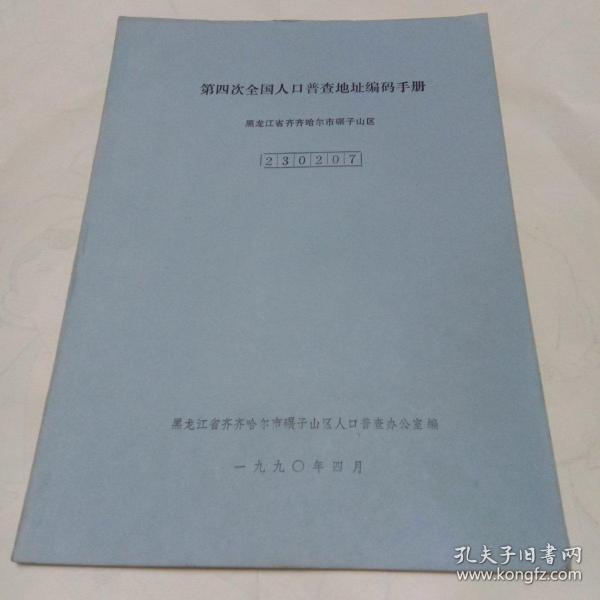 第四次全国人口普查地址编码手册
黑龙江省齐齐哈尔市碾子山区
230207
黑龙江省齐齐哈尔市碾子山区人口普查办公室编
一九九〇年四月
孔夫子旧书网
www.kongfz.com